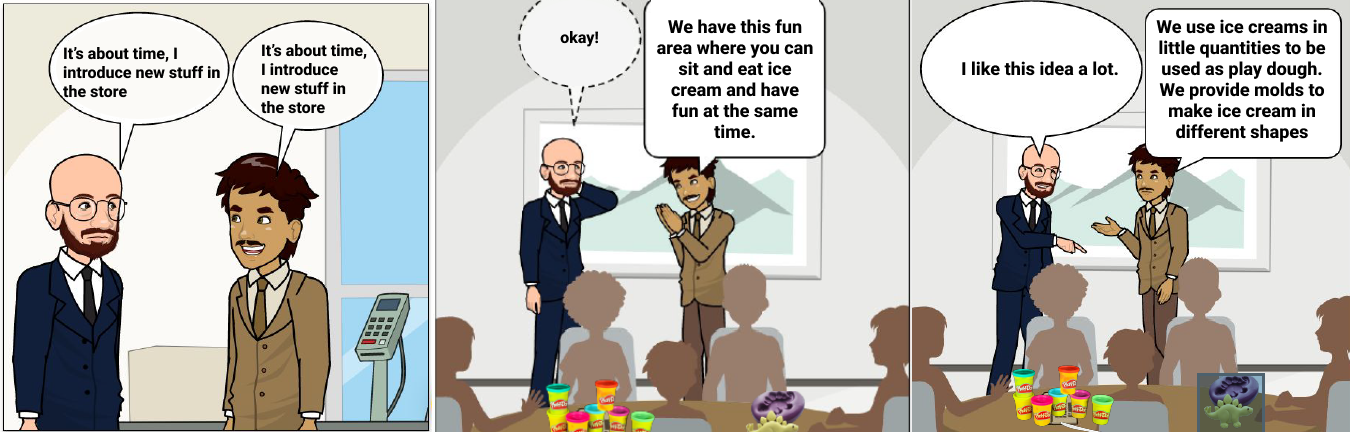 It's about time, I
introduce new stuff in
the store
It's about time,
I introduce
new stuff in
the store
okay!
We have this fun
area where you can
sit and eat ice
cream and have
fun at the same
time.
I like this idea a lot.
We use ice creams in
little quantities to be
used as play dough.
We provide molds to
make ice cream in
different shapes